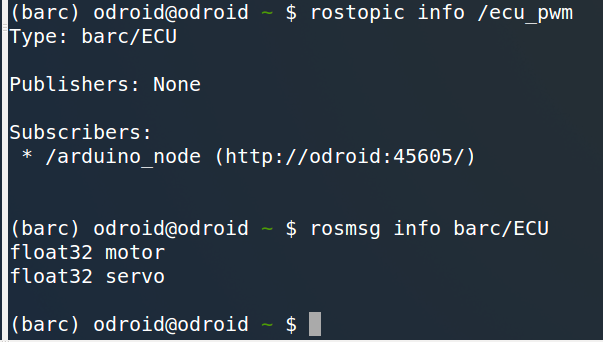 (barc) odroid@odroid ~ $ rostopic info /ecu_pwm
Type: barc/ECU
Publishers: None
Subscribers:
* /arduino_node (http://odroid:45605/)
(barc) odroid@odroid ~ $ rosmsg info barc/ECU
float32 motor
float32 servo
(barc) odroid@odroid ~ $